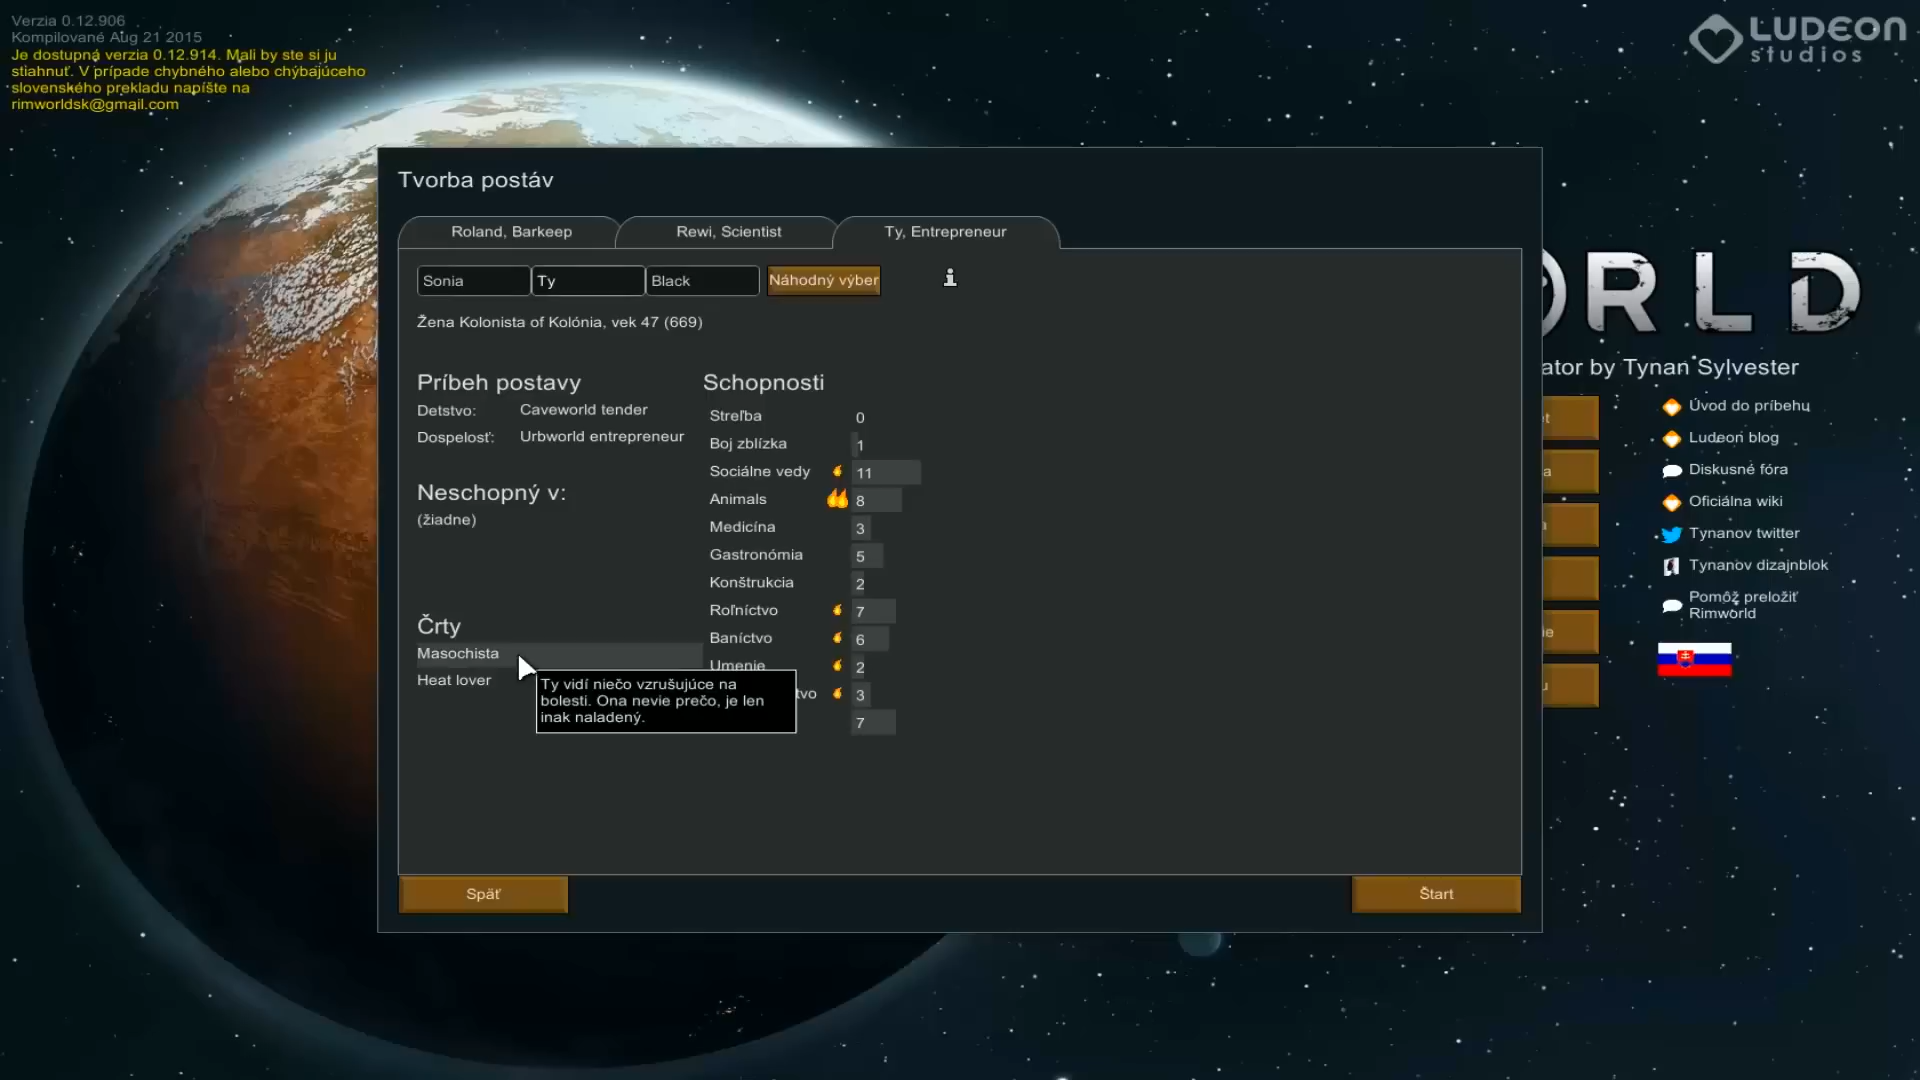 Verzia 0.12.906
Kompilované Aug 21 2015
Je dostupná verzia 0.12.914. Mali by ste si ju
stiahnuť. V prípade chybného alebo chýbajúceho
slovenského prekladu napíšte na
rimworldsk@gmail.com
LUDEON
studios
Tvorba postáv
Roland, Barkeep
Rewi, Scientist
Ty, Entrepreneur
Sonia
Ty
Black
Náhodný výber
Žena Kolonista of Kolónia, vek 47 (669)
Príbeh postavy
Detstvo: Caveworld tender
Dospelosť: Urbworld entrepreneur
Neschopný v:
(žiadne)
Črty
Masochista
Heat lover
Ty vidí niečo vzrušujúce na
bolesti. Ona nevie prečo, je len
inak naladený.
Schopnosti
Streľba 0
Boj zblízka 1
Sociálne vedy 11
Animals 8
Medicína 3
Gastronómia 5
Konštrukcia 2
Roľníctvo 7
Baníctvo 6
Umenie 2
tvo 3
7
Späť
Štart
ORLD
ator by Tynan Sylvester
Úvod do príbehu
Ludeon blog
Diskusné fóra
Oficiálna wiki
Tynanov twitter
Tynanov dizajnblok
Pomôž preložiť
Rimworld